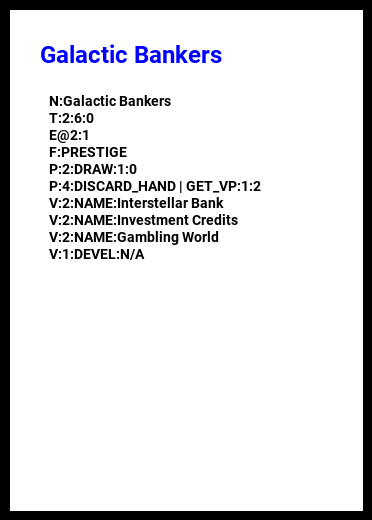 Galactic Bankers
N:Galactic Bankers
T:2:6:0
E@2:1
F:PRESTIGE
P:2:DRAW:1:0
P:4:DISCARD_HAND | GET_VP:1:2
V:2:NAME:Interstellar Bank
V:2:NAME:Investment Credits
V:2:NAME:Gambling World
V:1:DEVEL:N/A